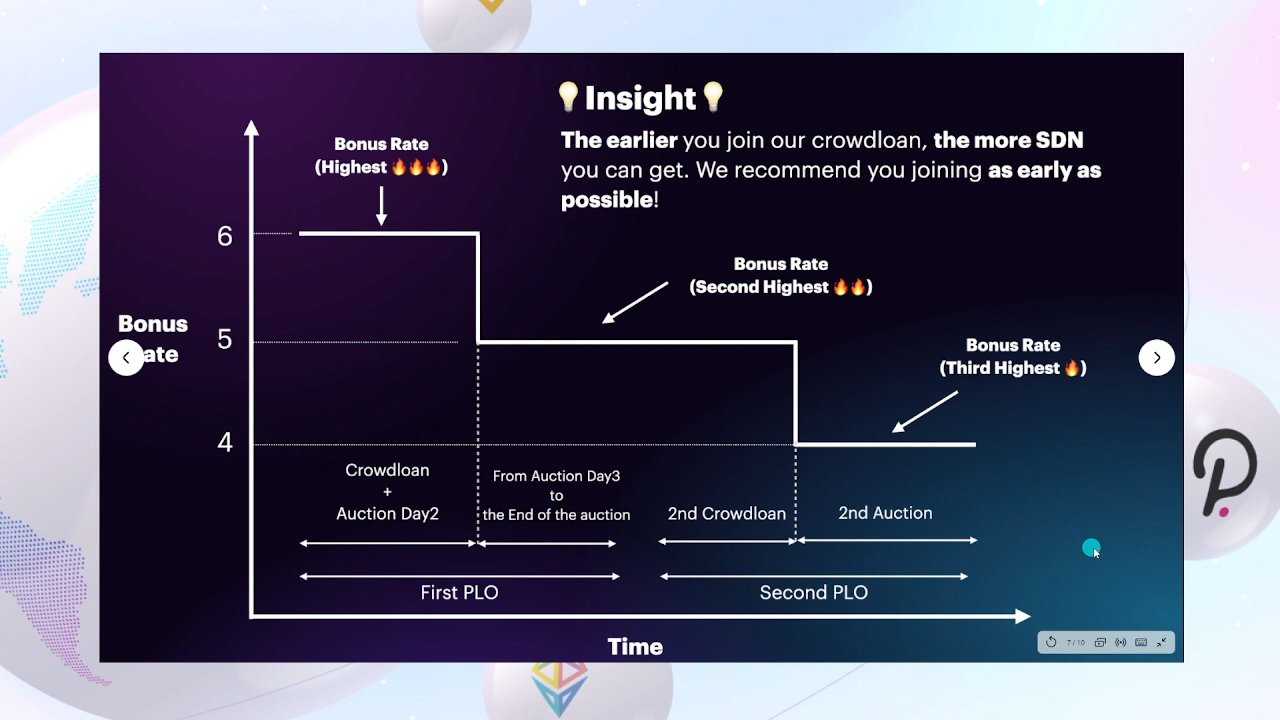 💡Insight💡
The earlier you join our crowdloan, the more SDN
you can get. We recommend you joining as early as
possible!
Bonus Rate
(Highest 🔥🔥🔥)
Bonus Rate
(Second Highest 🔥🔥)
Bonus Rate
(Third Highest 🔥)
6
5
4
Bonus
ate
Crowdloan
+
Auction Day2
From Auction Day3
to
the End of the auction
2nd Crowdloan
2nd Auction
First PLO
Second PLO
Time
7 / 10